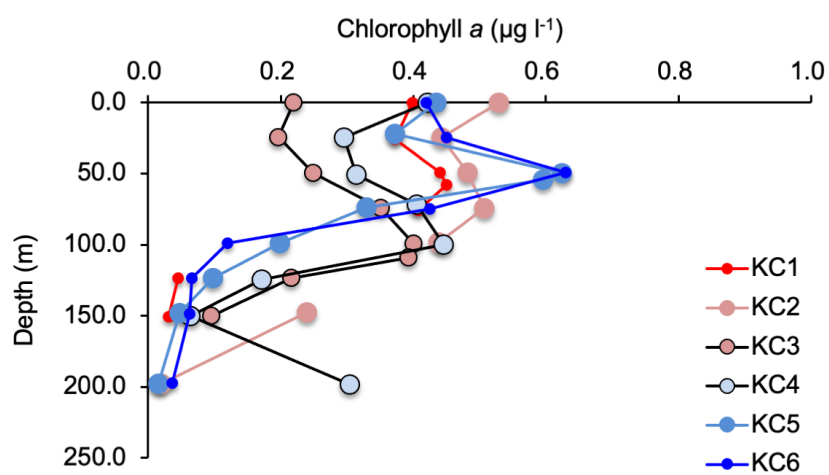 Chlorophyll a (µg l-1)
0.0 0.2 0.4 0.6 0.8 1.0
0.0
50.0
100.0
150.0
200.0
250.0
Depth (m)
KC1
KC2
KC3
KC4
KC5
KC6